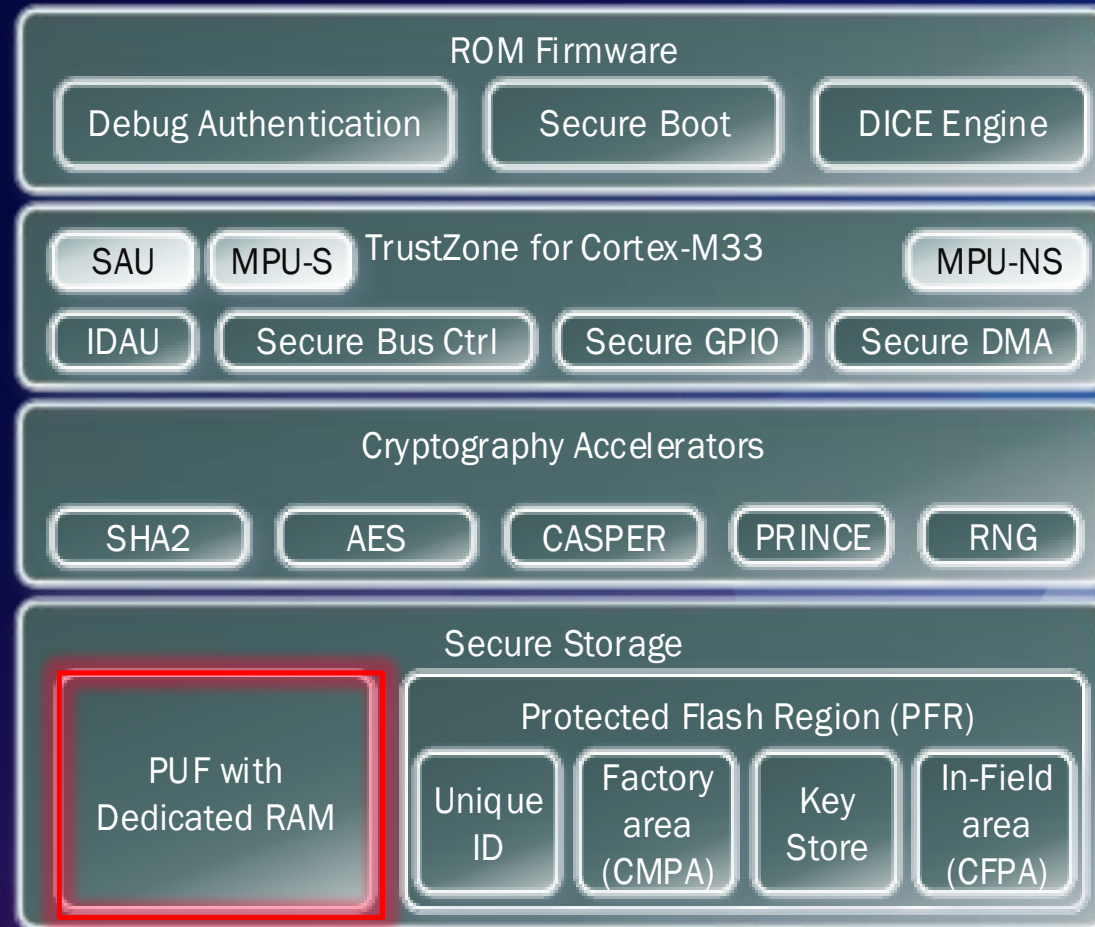 ROM Firmware
Debug Authentication
Secure Boot
DICE Engine
SAU
MPU-S
TrustZone for Cortex-M33
MPU-NS
IDAU
Secure Bus Ctrl
Secure GPIO
Secure DMA
Cryptography Accelerators
SHA2
AES
CASPER
PRINCE
RNG
Secure Storage
PUF with
Dedicated RAM
Protected Flash Region (PFR)
Unique
ID
Factory
area
(CMPA)
Key
Store
In-Field
area
(CFPA)